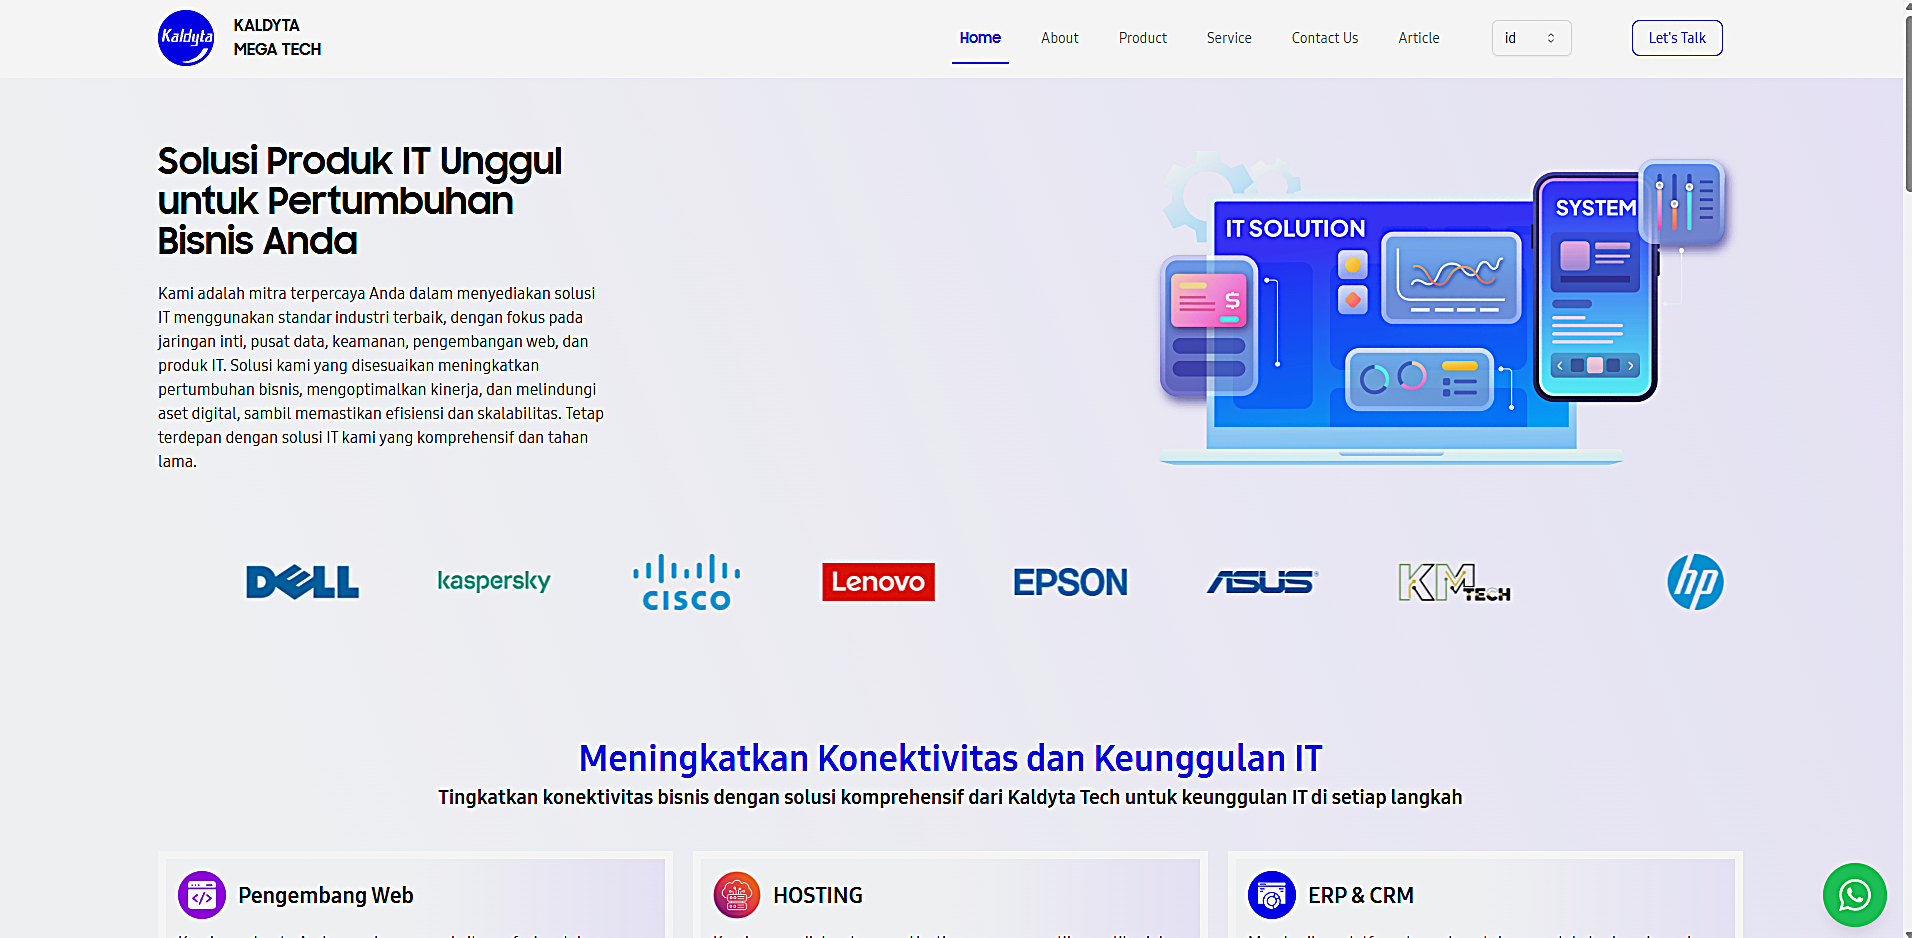 Kaldyta
KALDYTA
MEGA TECH
Home
About
Product
Service
Contact Us
Article
id
Let's Talk
Solusi Produk IT Unggul
untuk Pertumbuhan
Bisnis Anda
Kami adalah mitra terpercaya Anda dalam menyediakan solusi
IT menggunakan standar industri terbaik, dengan fokus pada
jaringan inti, pusat data, keamanan, pengembangan web, dan
produk IT. Solusi kami yang disesuaikan meningkatkan
pertumbuhan bisnis, mengoptimalkan kinerja, dan melindungi
aset digital, sambil memastikan efisiensi dan skalabilitas. Tetap
terdepan dengan solusi IT kami yang komprehensif dan tahan
lama.
IT SOLUTION
SYSTEM
$
DELL
kaspersky
CISCO
Lenovo
EPSON
ASUS
KM TECH
hp
Meningkatkan Konektivitas dan Keunggulan IT
Tingkatkan konektivitas bisnis dengan solusi komprehensif dari Kaldyta Tech untuk keunggulan IT di setiap langkah
Pengembang Web
HOSTING
ERP & CRM